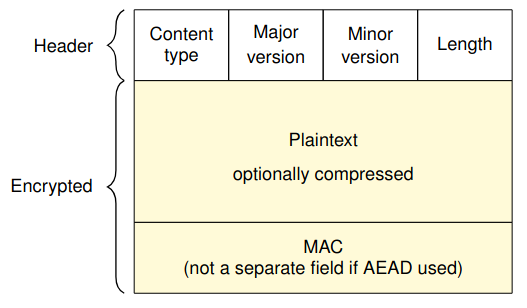 Header
Content
type
Major
version
Minor
version
Length
Encrypted
Plaintext
optionally compressed
MAC
(not a separate field if AEAD used)